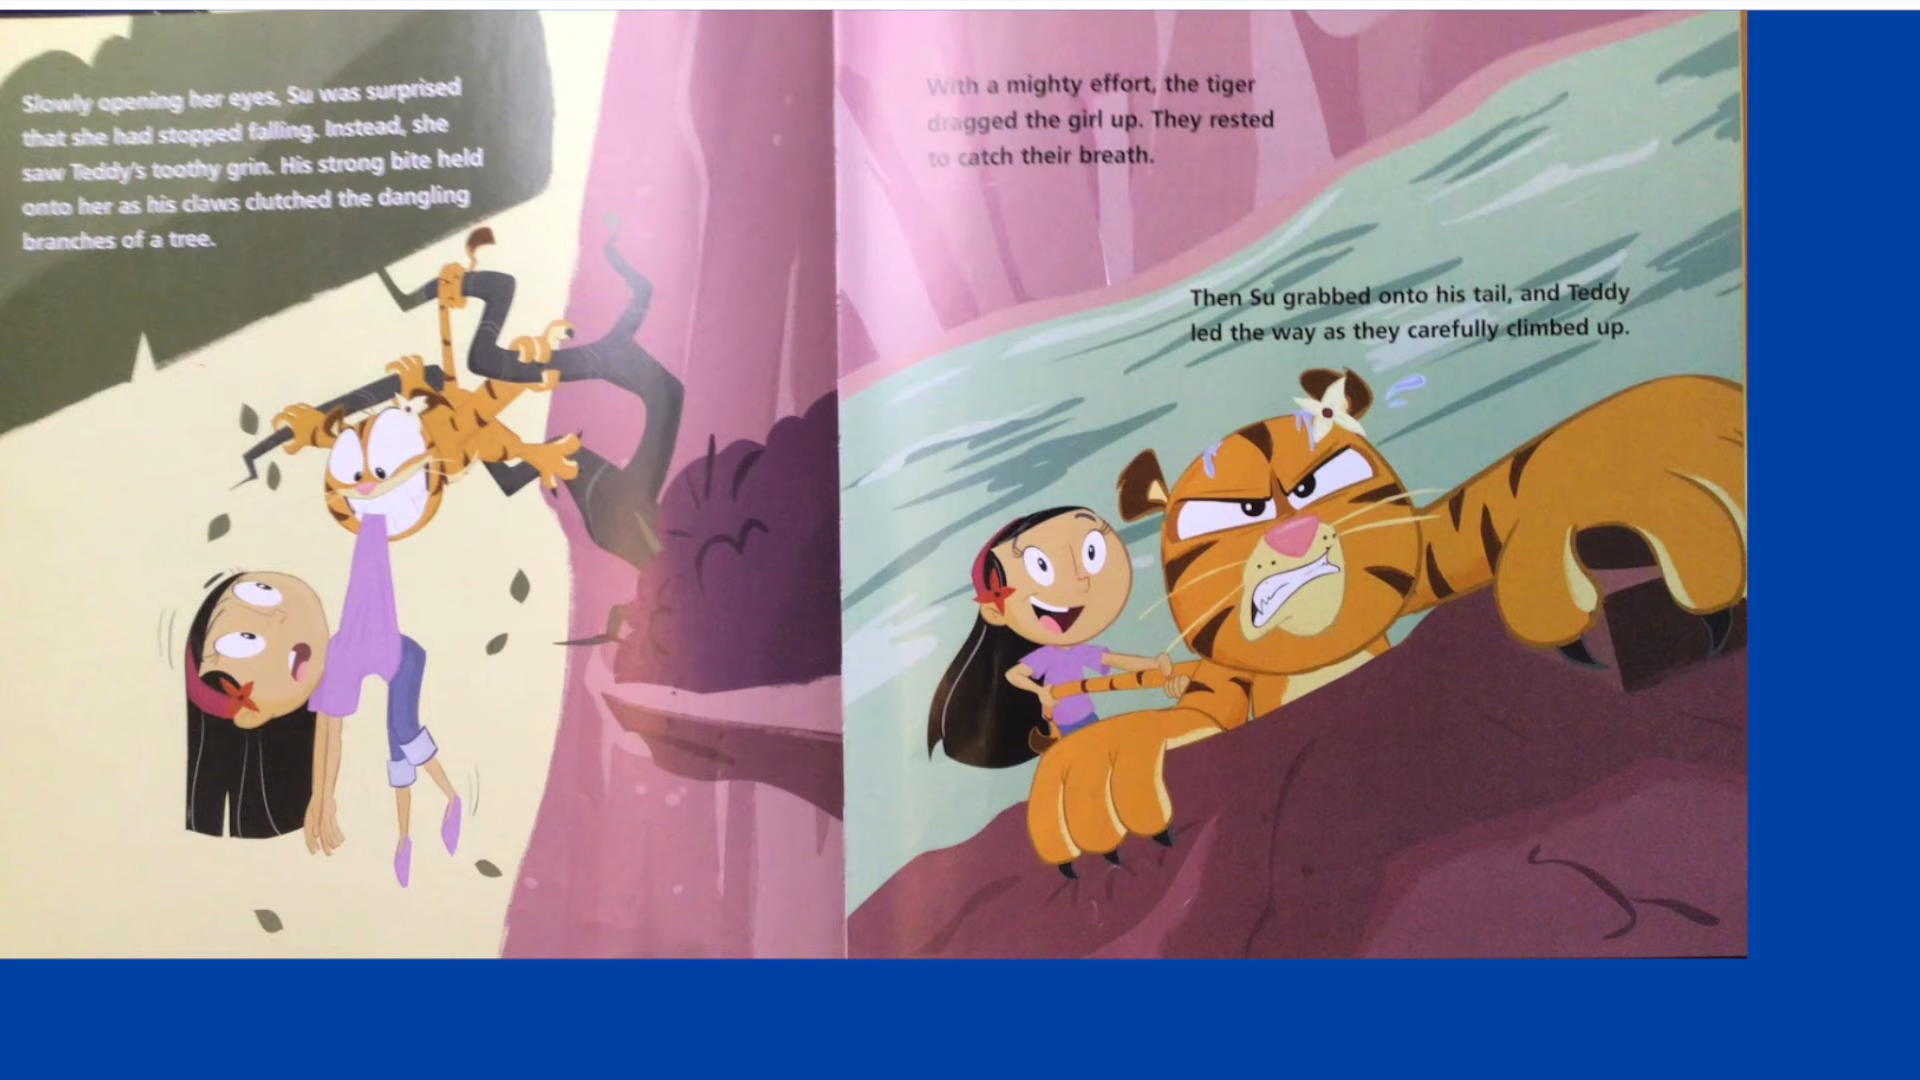 Slowly opening her eyes, Su was surprised
that she had stopped falling. Instead, she
saw Teddy's toothy grin. His strong bite held
onto her as his claws clutched the dangling
branches of a tree.
With a mighty effort, the tiger
dragged the girl up. They rested
to catch their breath.
Then Su grabbed onto his tail, and Teddy
led the way as they carefully climbed up.